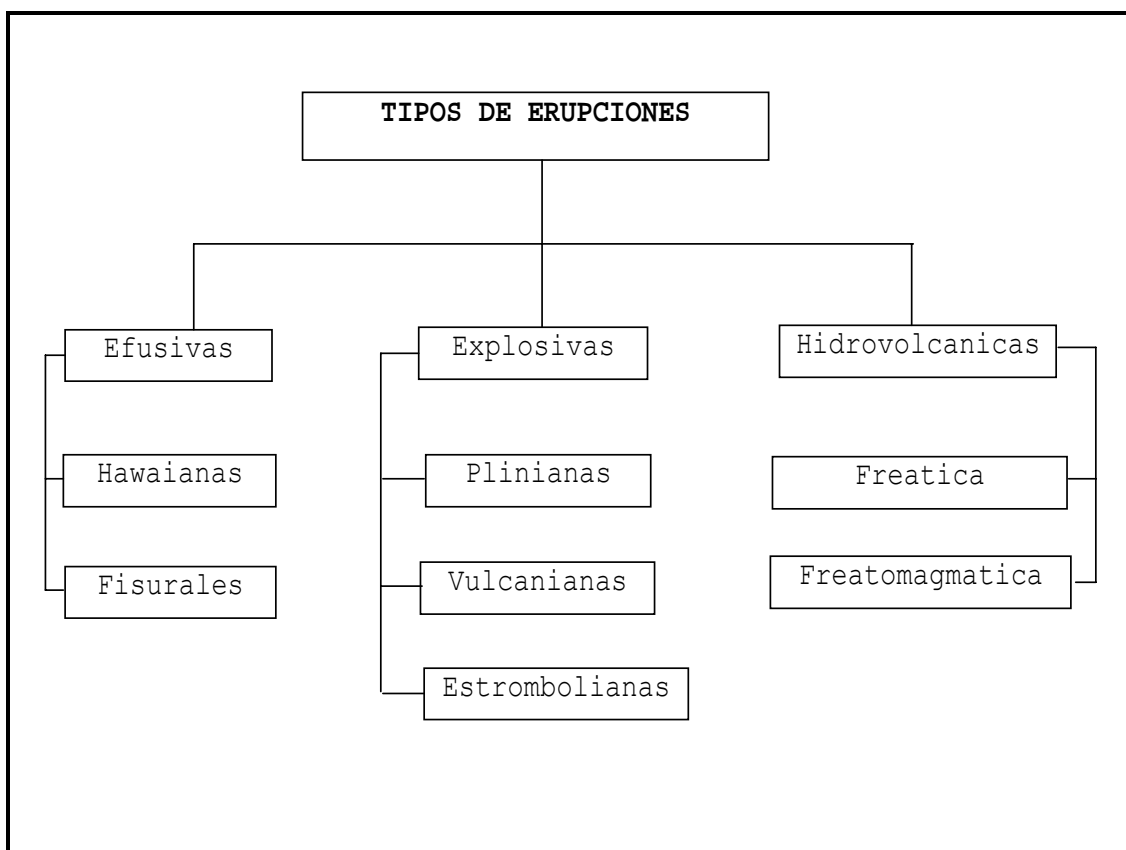 TIPOS DE ERUPCIONES
Efusivas
Hawaianas
Fisurales
Explosivas
Plinianas
Vulcanianas
Estrombolianas
Hidrovolcanicas
Freatica
Freatomagmatica